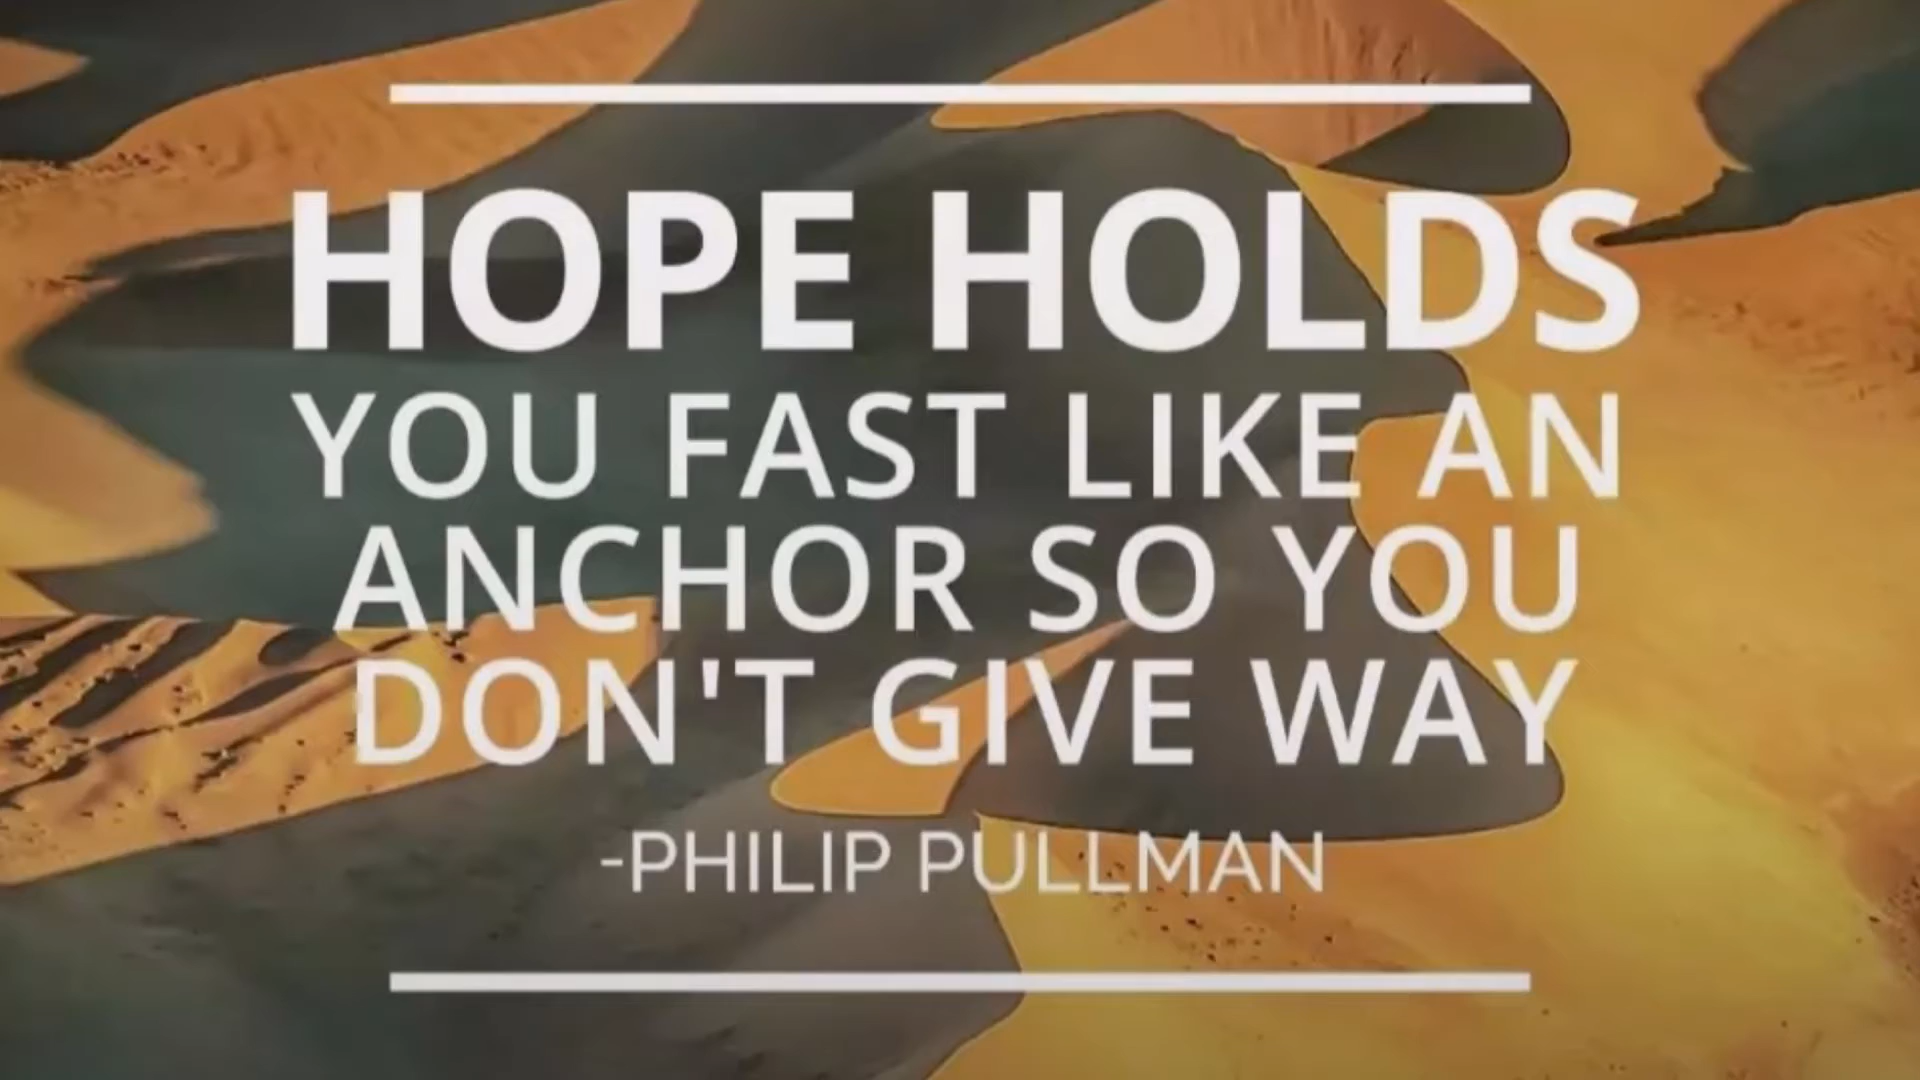 HOPE HOLDS
YOU FAST LIKE AN
ANCHOR SO YOU
DON'T GIVE WAY
-PHILIP PULLMAN